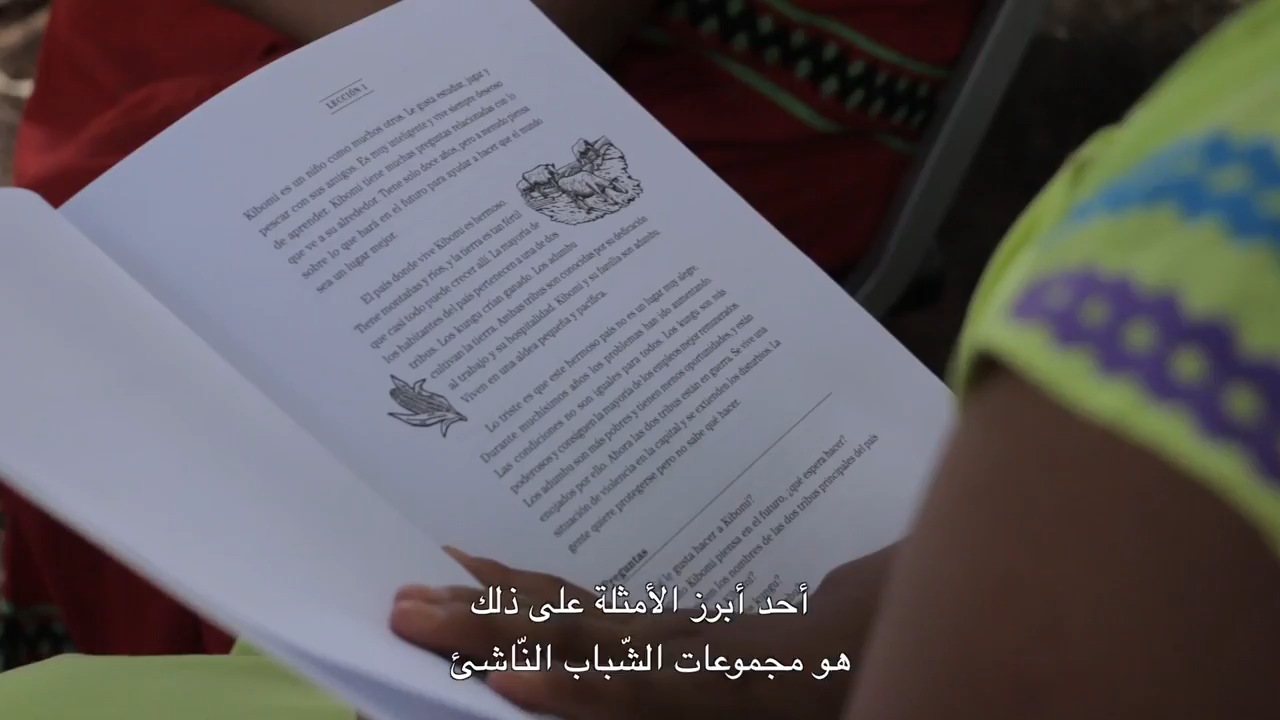 LECCIÓN 1
Kibomi es un niño como muchos otros. Le gusta estudiar, jugar y
pescar con sus amigos. Es muy inteligente y vive siempre deseoso
de aprender. Kibomi tiene muchas preguntas relacionadas con lo
que ve a su alrededor. Tiene solo doce años, pero a menudo piensa
sobre lo que hará en el futuro para ayudar a hacer que el mundo
sea un lugar mejor.
El país donde vive Kibomi es hermoso.
Tiene montañas y ríos, y la tierra es tan fértil
que casi todo puede crecer allí. La mayoría de
los habitantes del país pertenecen a una de dos
tribus. Los kungu crían ganado. Los adumbu
cultivan la tierra. Ambas tribus son conocidas por su dedicación
al trabajo y su hospitalidad. Kibomi y su familia son adumbu.
Viven en una aldea pequeña y pacífica.
Lo triste es que este hermoso país no es un lugar muy alegre.
Durante muchísimos años los problemas han ido aumentando.
Las condiciones no son iguales para todos. Los kungu son más
poderosos y consiguen la mayoría de los empleos mejor remunerados.
Los adumbu son más pobres y tienen menos oportunidades, y están
enojados por ello. Ahora las dos tribus están en guerra. Se vive una
situación de violencia en la capital y se extienden los disturbios. La
gente quiere protegerse pero no sabe qué hacer.
Preguntas
le gusta hacer a Kibomi?
Kibomi piensa en el futuro, ¿qué espera hacer?
los nombres de las dos tribus principales del país
أحد أبرز الأمثلة على ذلك
هو مجموعات الشّباب النّاشئ